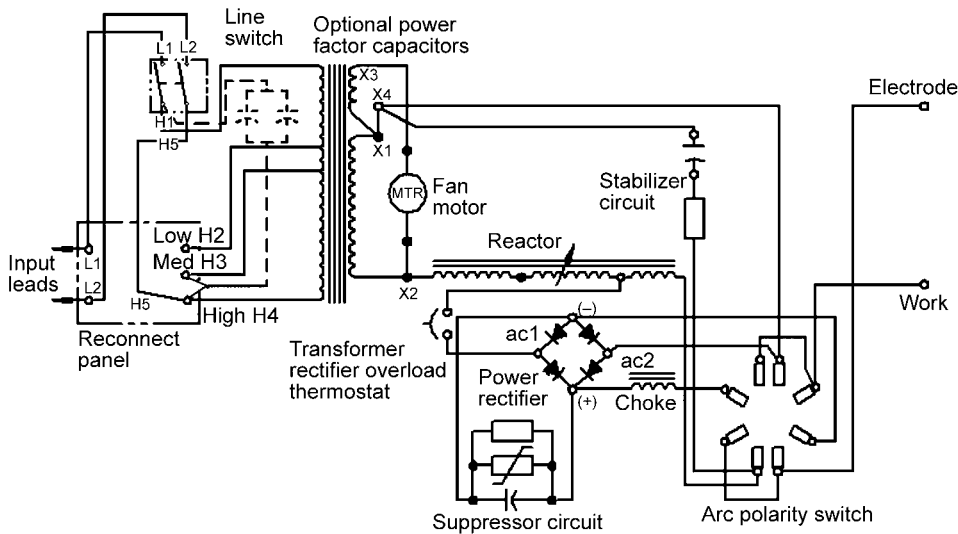 Line
switch
Optional power
factor capacitors
L1
L2
X3
X4
Electrode
H1
H5
X1
Stabilizer
circuit
MTR
Fan
motor
Low H2
Reactor
Med H3
Input
leads
L1
L2
X2
Work
H5
High H4
(–)
ac1
Reconnect
panel
Transformer
rectifier overload
thermostat
ac2
Power
rectifier
(+)
Choke
Suppressor circuit
Arc polarity switch